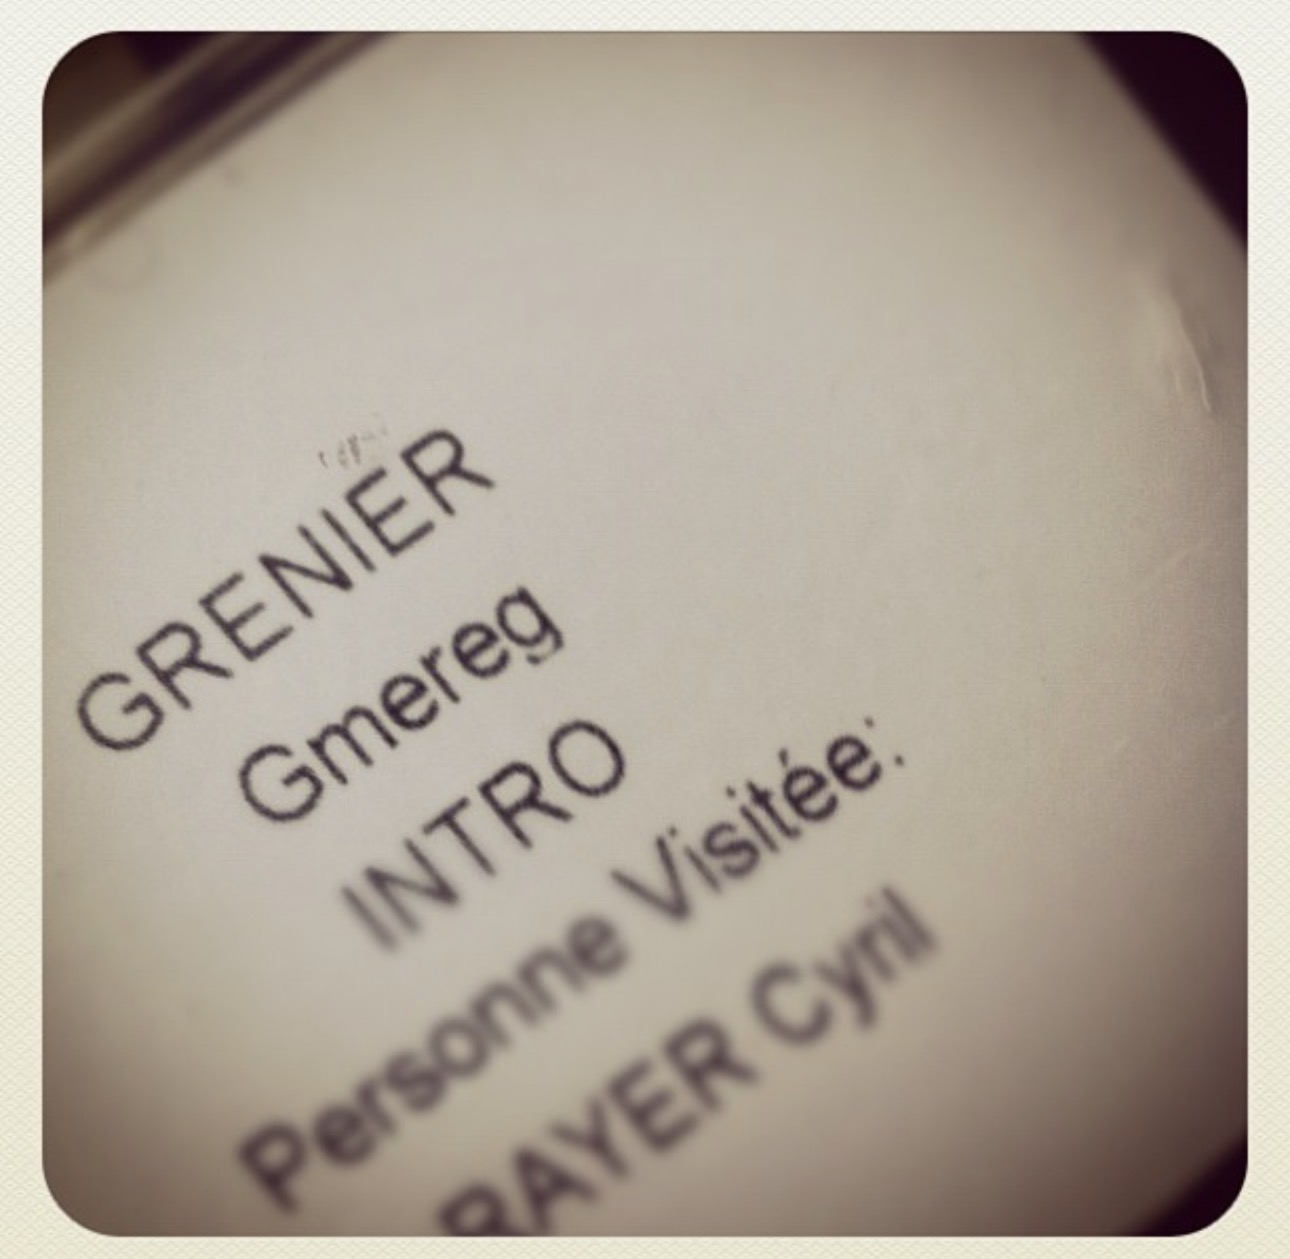 GRENIER
Gmereg
INTRO
Personne Visitée:
RAYER Cyril